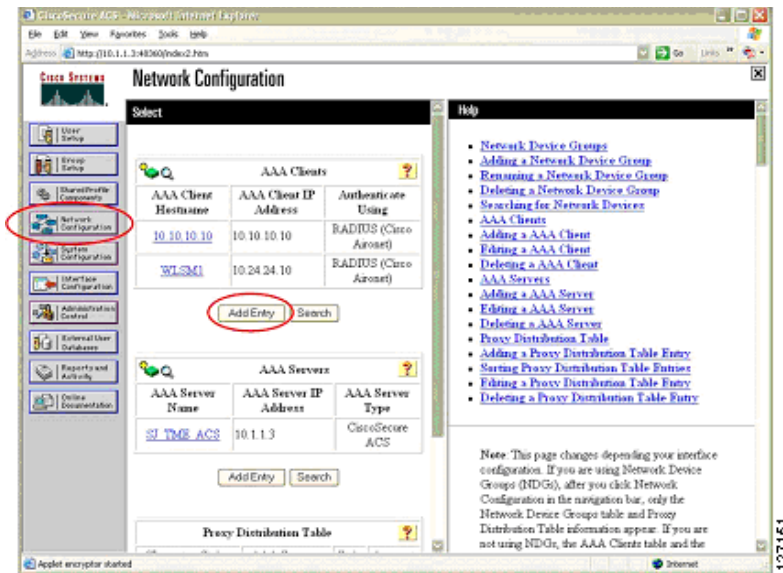 CiscoSecure ACS - Microsoft Internet Explorer
File Edit View Favorites Tools Help
Address http://10.1.1.3:48360/index2.htm Go Links
CISCO SYSTEMS
Network Configuration
User Setup
Group Setup
Shared Profile Components
Network Configuration
System Configuration
Interface Configuration
Administration Control
External User Databases
Reports and Activity
Online Documentation
Select
AAA Clients
AAA Client Hostname AAA Client IP Address Authenticate Using
10.10.10.10 10.10.10.10 RADIUS (Cisco Aironet)
WLSM1 10.24.24.10 RADIUS (Cisco Aironet)
Add Entry Search
AAA Servers
AAA Server Name AAA Server IP Address AAA Server Type
SJ_TME_ACS 10.1.1.3 CiscoSecure ACS
Add Entry Search
Proxy Distribution Table
Help
Network Device Groups
Adding a Network Device Group
Renaming a Network Device Group
Deleting a Network Device Group
Searching for Network Devices
AAA Clients
Adding a AAA Client
Editing a AAA Client
Deleting a AAA Client
AAA Servers
Adding a AAA Server
Editing a AAA Server
Deleting a AAA Server
Proxy Distribution Table
Adding a Proxy Distribution Table Entry
Sorting Proxy Distribution Table Entries
Editing a Proxy Distribution Table Entry
Deleting a Proxy Distribution Table Entry
Note: This page changes depending your interface
configuration. If you are using Network Device
Groups (NDGs), after you click Network
Configuration in the navigation bar, only the
Network Device Groups table and Proxy
Distribution Table information appear. If you are
not using NDGs, the AAA Clients table and the
Applet encryptor started
Internet